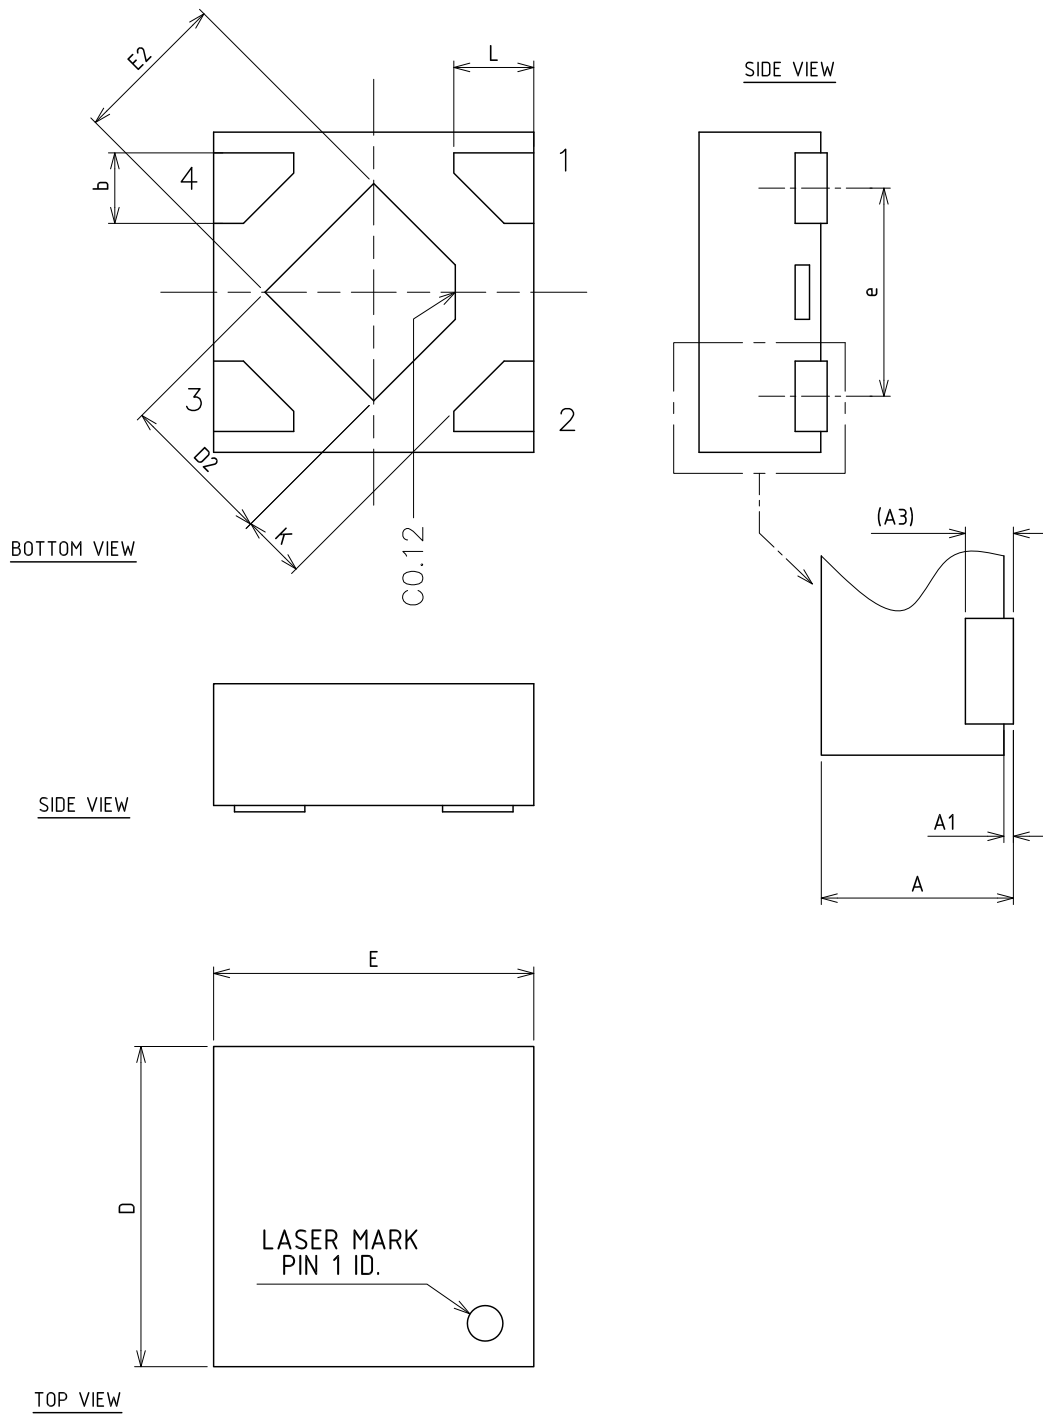 E2
L
SIDE VIEW
4
1
b
e
3
2
D2
K
(A3)
BOTTOM VIEW
CO.12
SIDE VIEW
A1
A
E
D
LASER MARK
PIN 1 ID.
TOP VIEW